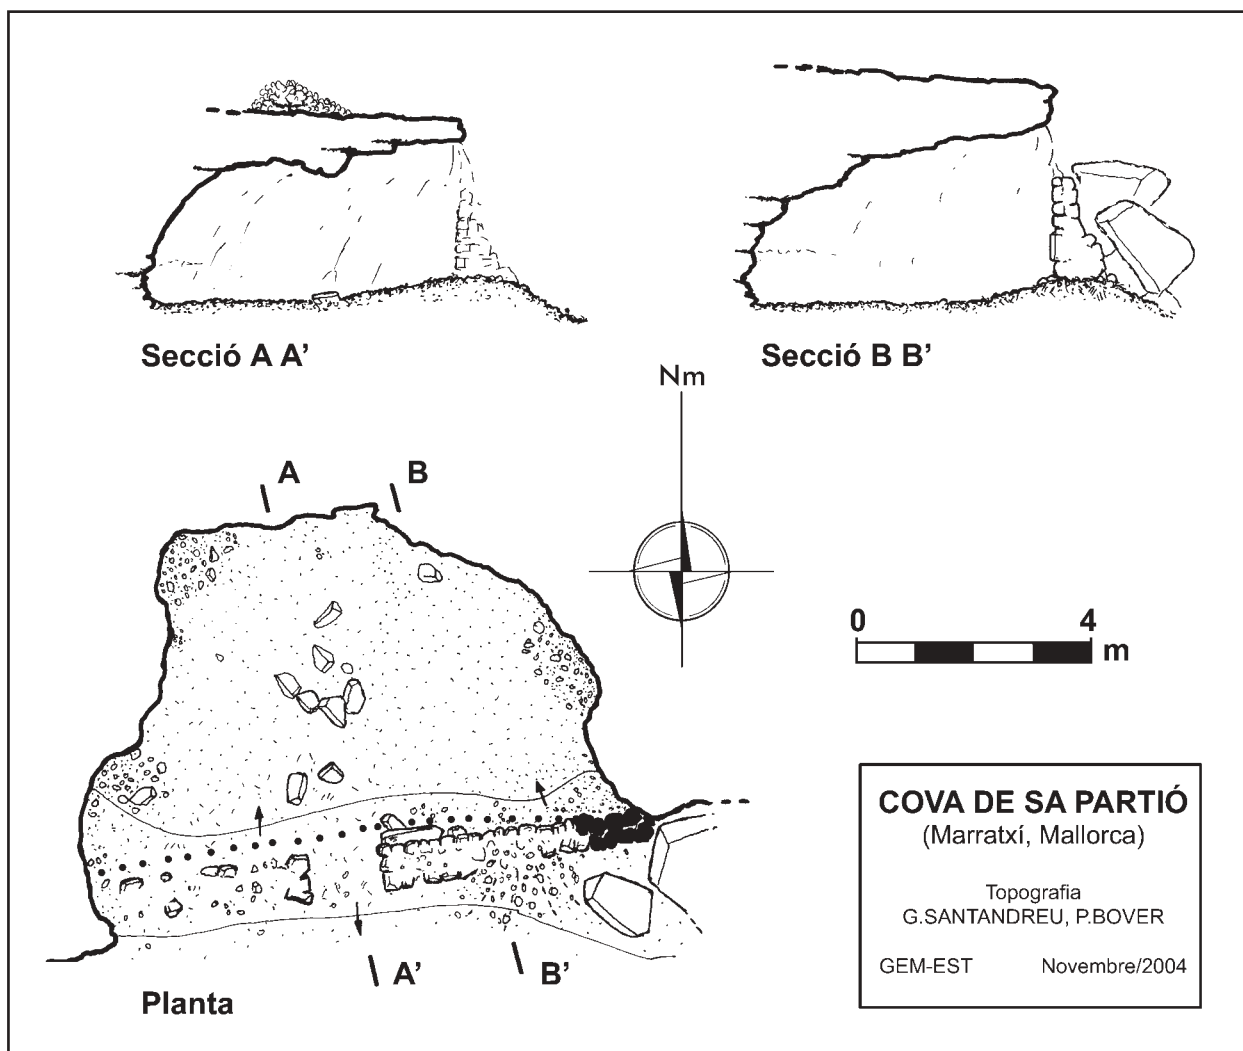 Secció A A’
Secció B B’
Nm
A
B
0
4
m
A’
B’
Planta
COVA DE SA PARTIÓ
(Marratxí, Mallorca)
Topografia
G.SANTANDREU, P.BOVER
GEM-EST
Novembre/2004